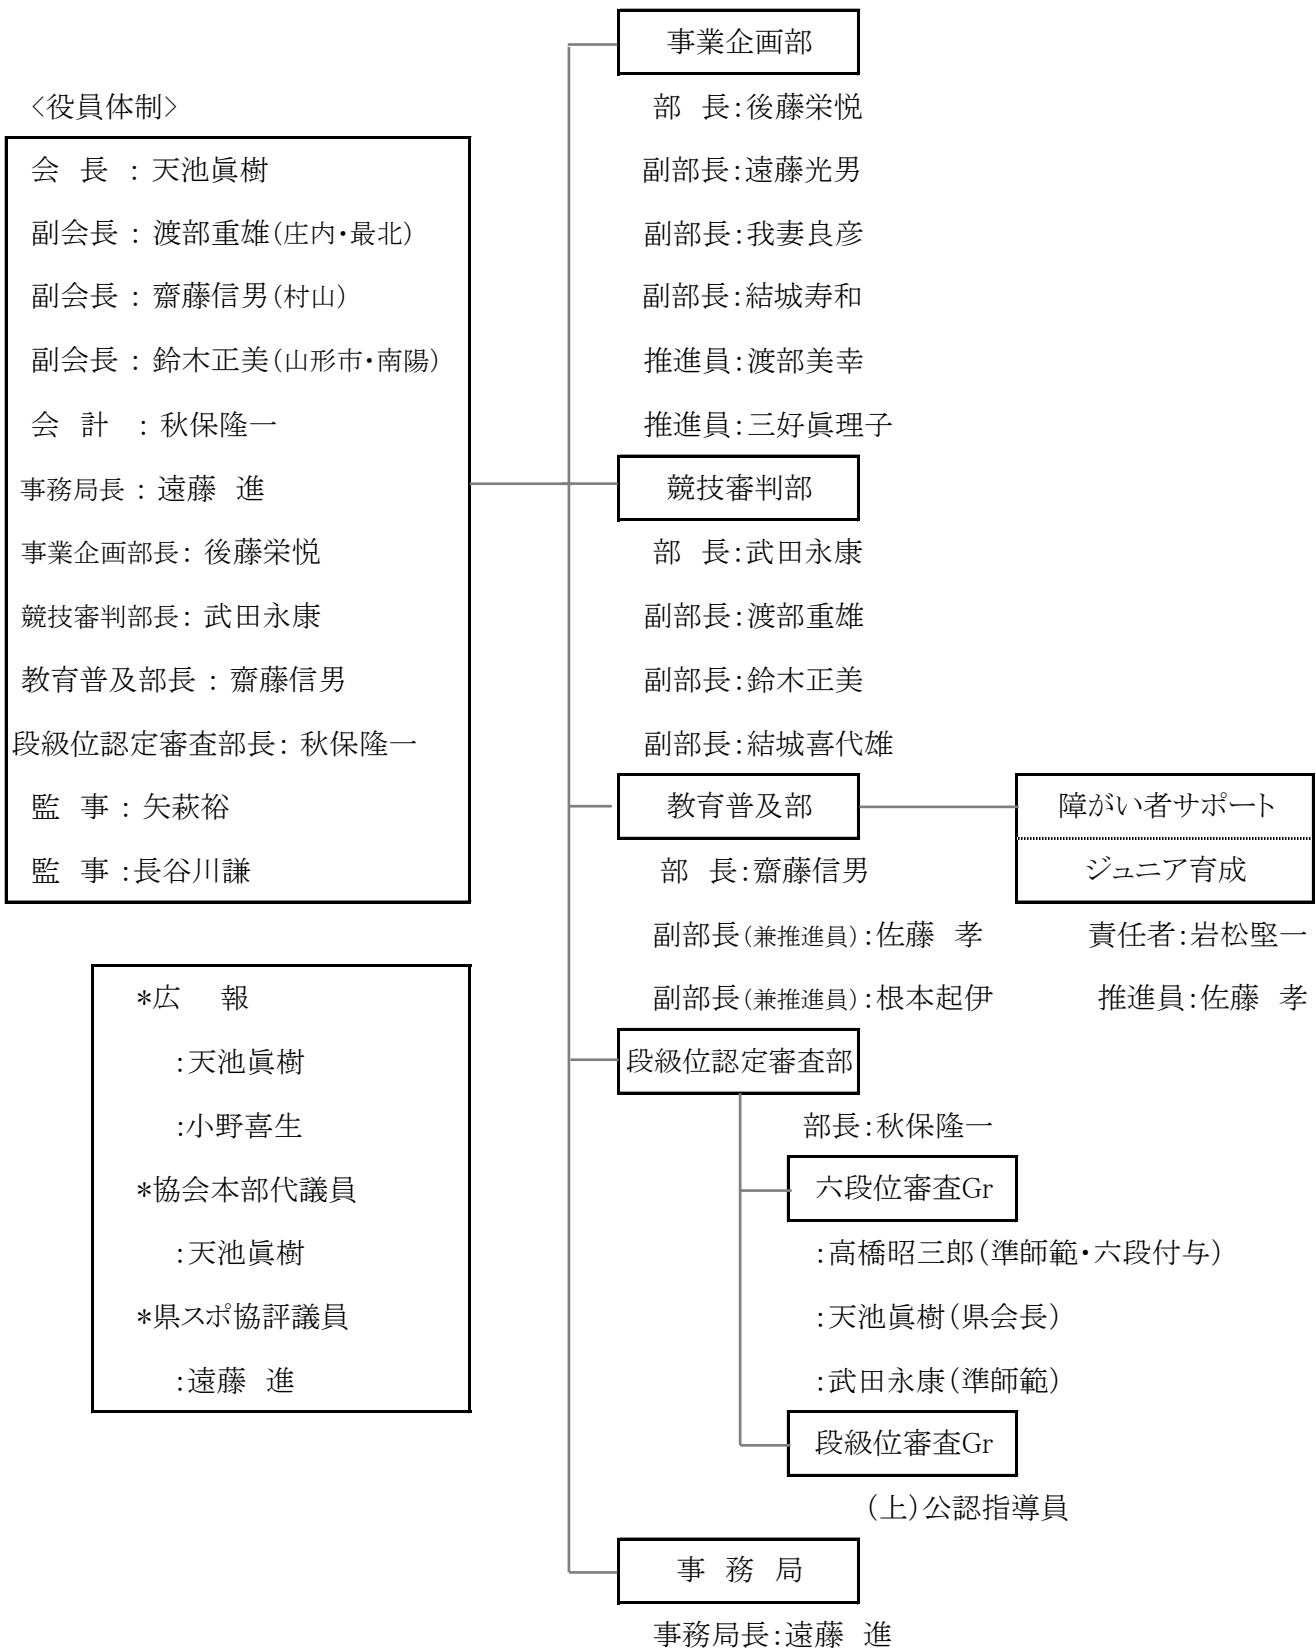 <役員体制>
会 長 : 天池眞樹
副会長 : 渡部重雄(庄内・最北)
副会長 : 齋藤信男(村山)
副会長 : 鈴木正美(山形市・南陽)
会 計 : 秋保隆一
事務局長 : 遠藤 進
事業企画部長: 後藤栄悦
競技審判部長: 武田永康
教育普及部長 : 齋藤信男
段級位認定審査部長: 秋保隆一
監 事 : 矢萩裕
監 事 :長谷川謙
*広 報
:天池眞樹
:小野喜生
*協会本部代議員
:天池眞樹
*県スポ協評議員
:遠藤 進
事業企画部
部 長:後藤栄悦
副部長:遠藤光男
副部長:我妻良彦
副部長:結城寿和
推進員:渡部美幸
推進員:三好眞理子
競技審判部
部 長:武田永康
副部長:渡部重雄
副部長:鈴木正美
副部長:結城喜代雄
教育普及部
部 長:齋藤信男
副部長(兼推進員):佐藤 孝
副部長(兼推進員):根本起伊
障がい者サポート
ジュニア育成
責任者:岩松堅一
推進員:佐藤 孝
段級位認定審査部
部長:秋保隆一
六段位審査Gr
:高橋昭三郎(準師範・六段付与)
:天池眞樹(県会長)
:武田永康(準師範)
段級位審査Gr
(上)公認指導員
事 務 局
事務局長:遠藤 進